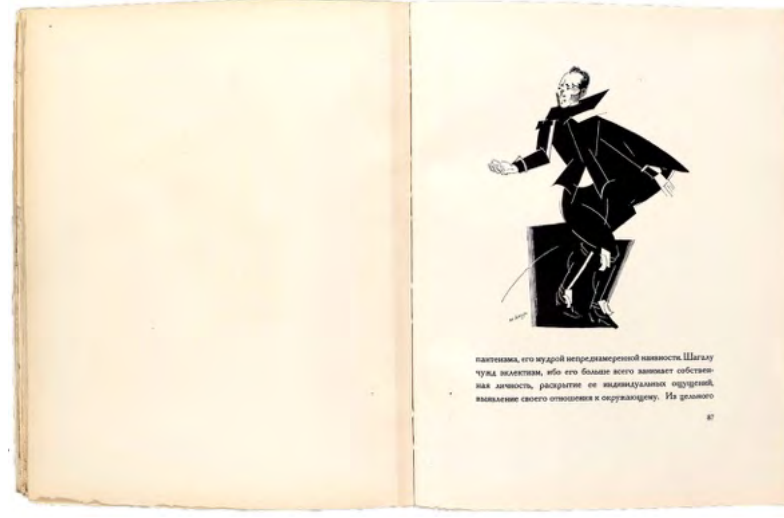 пантеизма, его мудрой непреднамеренной наивности. Шагалу
чужд эклектизм, ибо его больше всего занимает собствен-
ная личность, раскрытие ее индивидуальных ощущений,
выявление своего отношения к окружающему. Из цельного
87